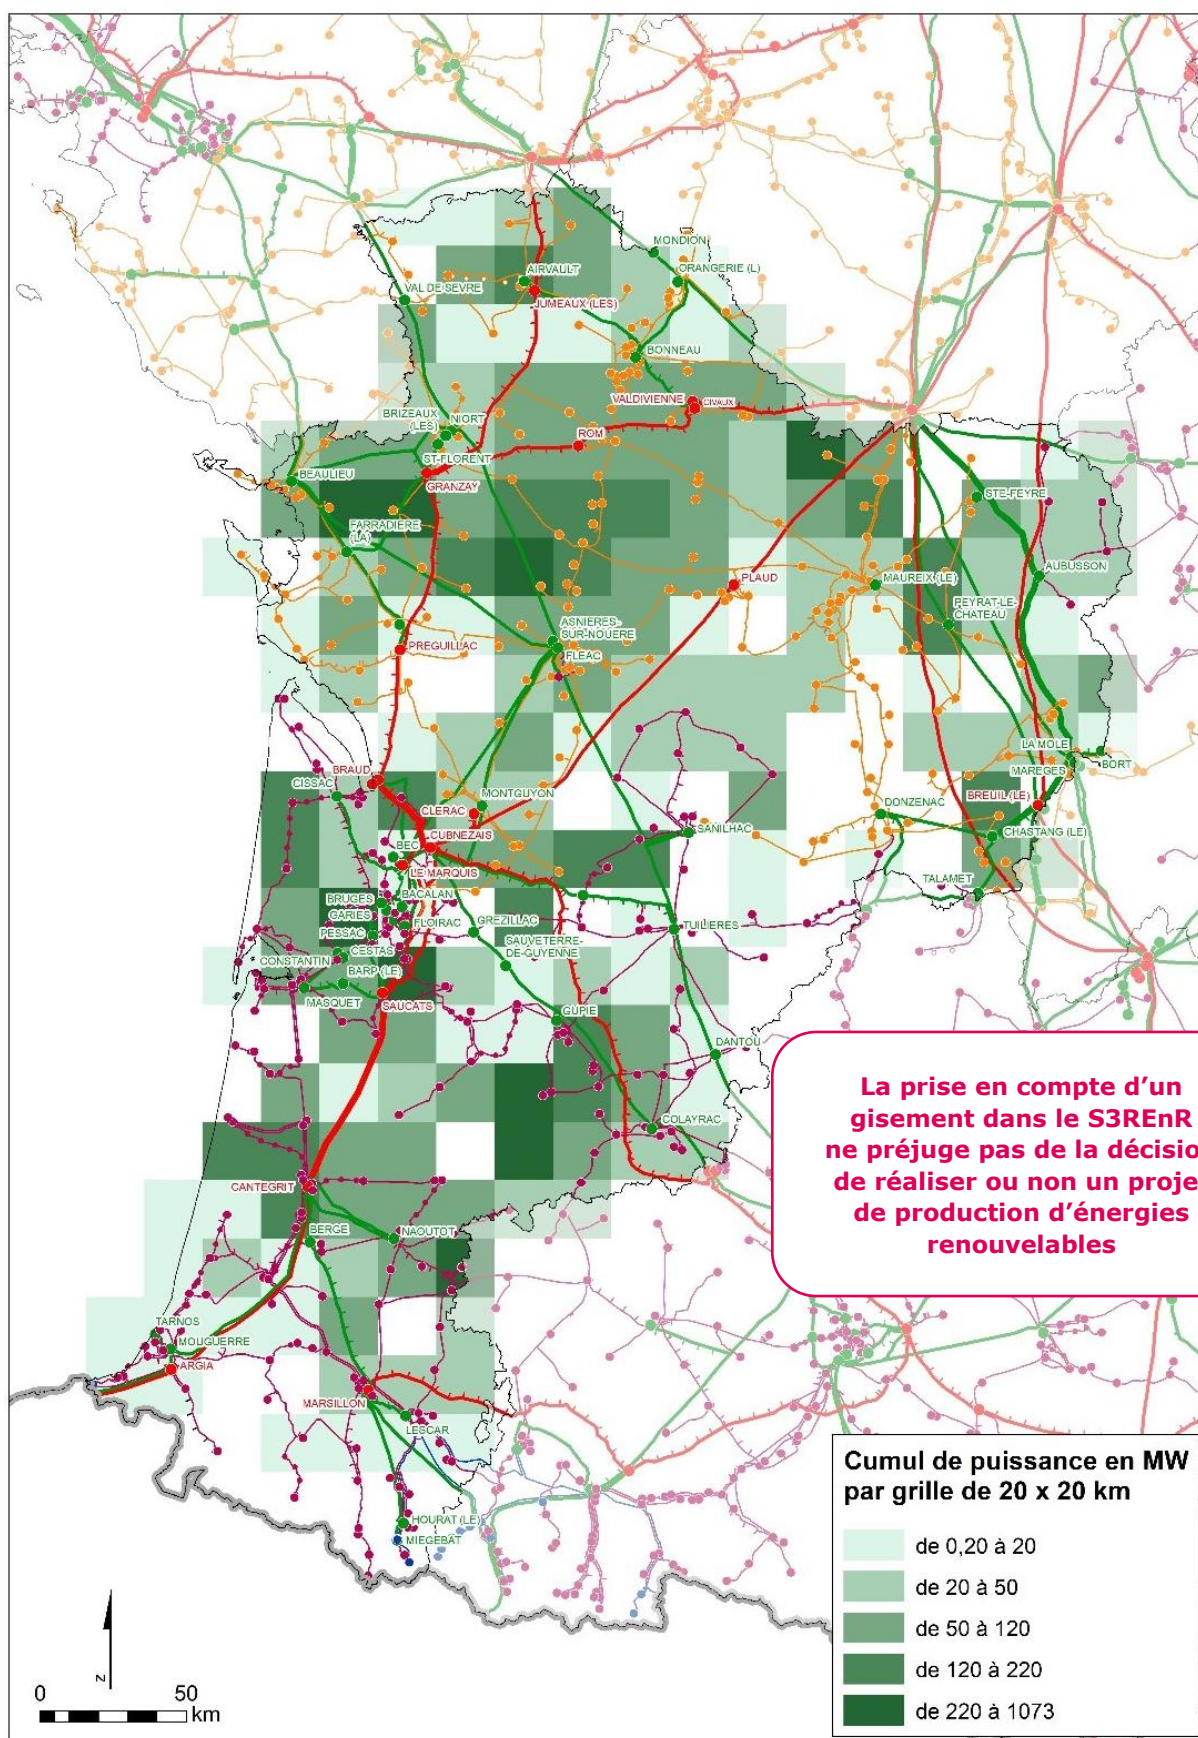 MONDION
AIRVAULT
ORANGERIE (L)
VAL DE SEVRE
JUMEAUX (LES)
BONNEAU
VALDIVIENNE
CIVAUX
BRIZEAUX
(LES)
NIORT
ROM
ST-FLORENT
BEAULIEU
GRANZAY
STE-FEYRE
FARRADIERE
(LA)
PLAUD
MAUREIX (LE)
AUBUSSON
PEYRAT-LE-
CHATEAU
ASNIERES-
SUR-NOUERE
PREGUILLAC
FLEAC
LA MOLE
BRAUD
MAREGES
BORT
CISSAC
BREUIL (LE)
CLERAC
MONTGUYON
DONZENAC
CUBNEZAIS
SANILHAC
CHASTANG (LE)
BEC
LE MARQUIS
TALAMET
BRUGES
BACALAN
GARIES
FLOIRAC
GREZILLAC
TUILIERES
PESSAC
CESTAS
SAUVETERRE-
DE-GUYENNE
CONSTANTIN
BARP (LE)
MASQUET
SAUCATS
GUPIE
DANTOU
COLAYRAC
La prise en compte d'un
gisement dans le S3REnR
ne préjuge pas de la décisio
de réaliser ou non un proje
de production d'énergies
renouvelables
CANTEGRIT
BERGE
NAOUTOT
TARNOS
MOUGUERRE
ARGIA
MARSILLON
LESCAR
HOURAT (LE)
MIEGEBAT
Cumul de puissance en MW
par grille de 20 x 20 km
de 0,20 à 20
de 20 à 50
de 50 à 120
de 120 à 220
de 220 à 1073
N
0 50
km